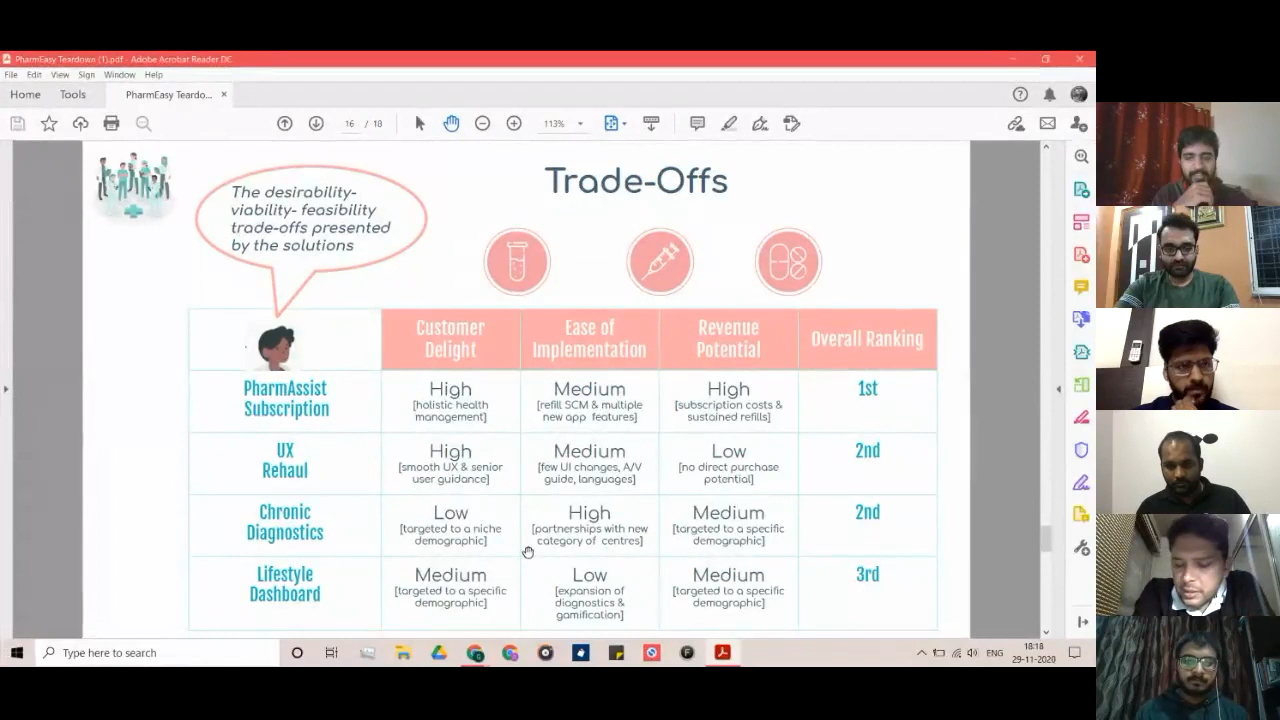 PharmEasy Teardown (1).pdf - Adobe Acrobat Reader DC
File Edit View Sign Window Help
Home Tools PharmEasy Teardo... ×
16 / 18 113%
The desirability-
viability- feasibility
trade-offs presented
by the solutions
Trade-Offs
Customer
Delight
Ease of
Implementation
Revenue
Potential
Overall Ranking
PharmAssist
Subscription
High
[holistic health
management]
Medium
[refill SCM & multiple
new app features]
High
[subscription costs &
sustained refills]
1st
UX
Rehaul
High
[smooth UX & senior
user guidance]
Medium
[few UI changes, A/V
guide, languages]
Low
[no direct purchase
potential]
2nd
Chronic
Diagnostics
Low
[targeted to a niche
demographic]
High
[partnerships with new
category of centres]
Medium
[targeted to a specific
demographic]
2nd
Lifestyle
Dashboard
Medium
[targeted to a specific
demographic]
Low
[expansion of
diagnostics &
gamification]
Medium
[targeted to a specific
demographic]
3rd
Type here to search
ENG
18:18
29-11-2020